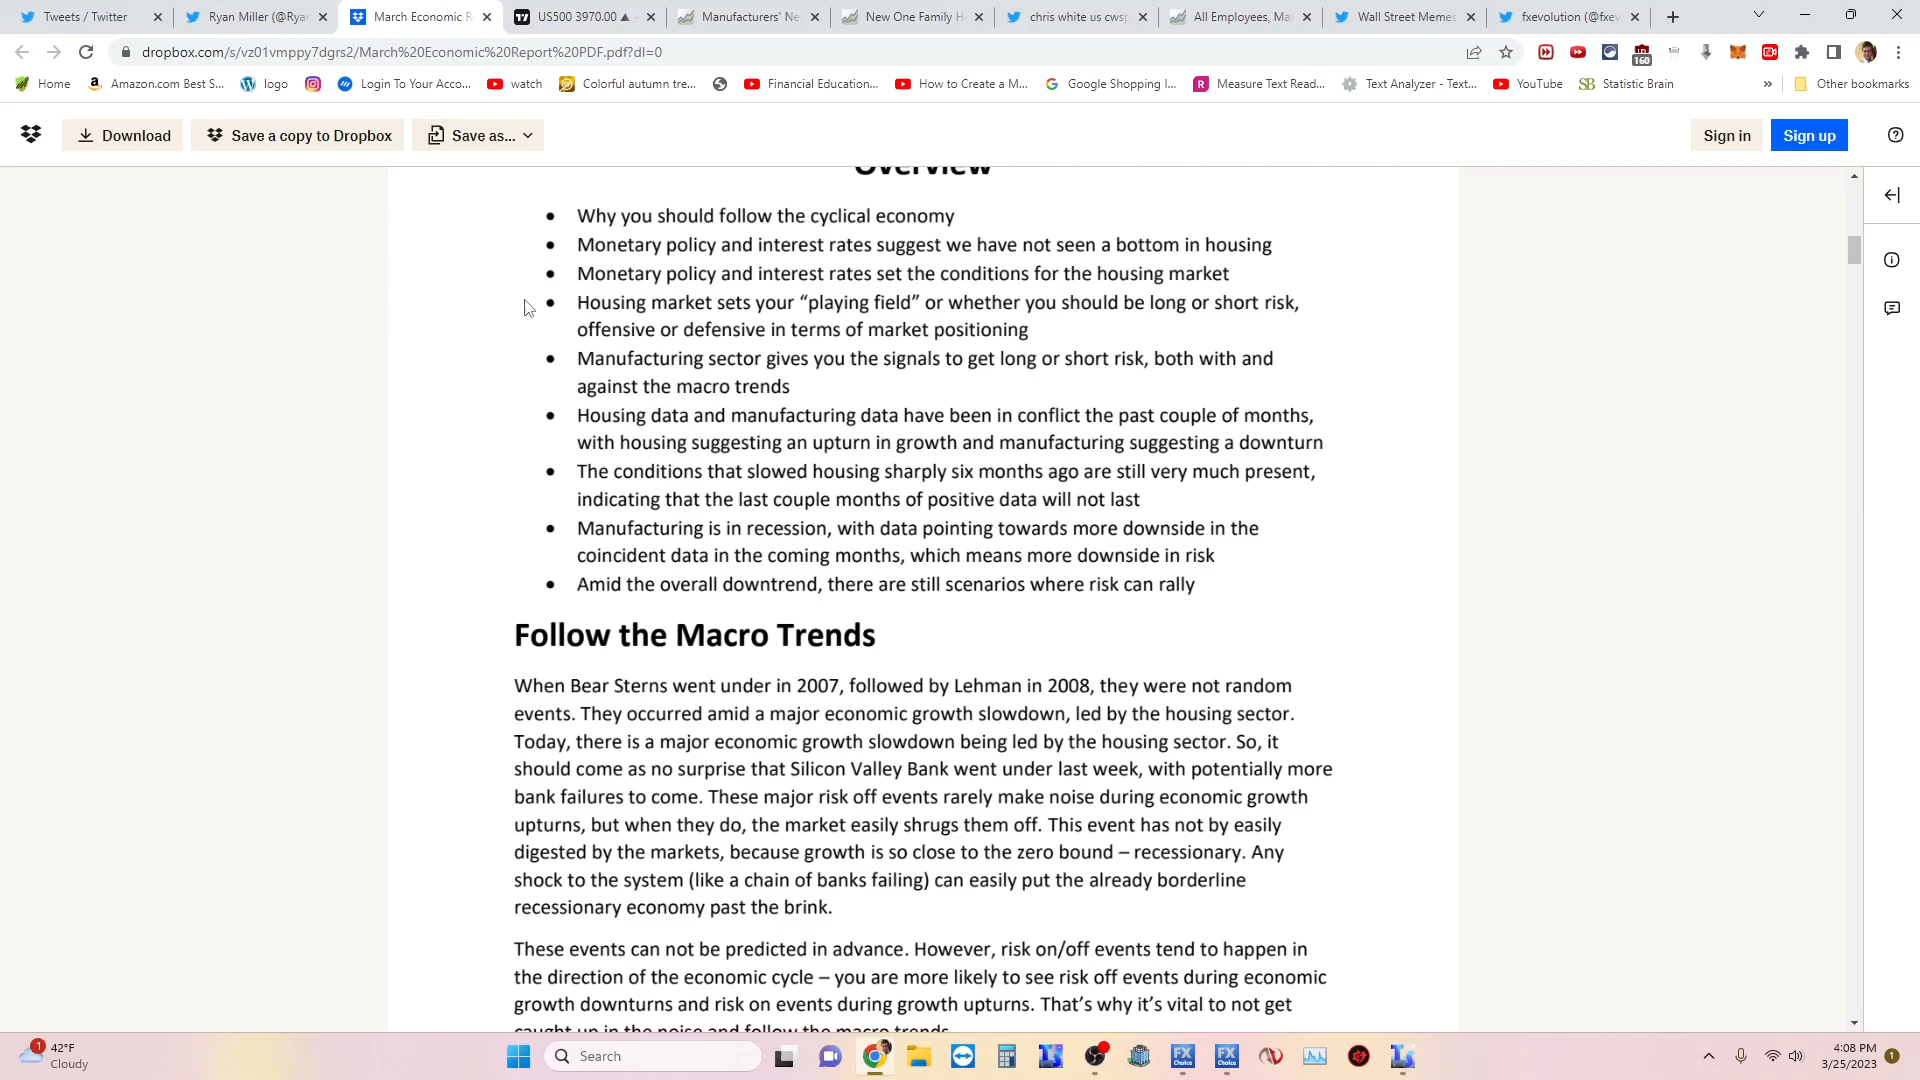 Tweets / Twitter
Ryan Miller (@Rya
March Economic R
US500 3970.00 ▲
Manufacturers' Ne
New One Family H
chris white us cwsp
All Employees, Ma
Wall Street Memes
fxevolution (@fxev
dropbox.com/s/vz01vmppy7dgrs2/March%20Economic%20Report%20PDF.pdf?dl=0
160
Home
Amazon.com Best S...
logo
Login To Your Acco...
watch
Colorful autumn tre...
Financial Education...
How to Create a M...
Google Shopping I...
Measure Text Read...
Text Analyzer - Text...
YouTube
SB Statistic Brain
»
Other bookmarks
Download
Save a copy to Dropbox
Save as...
Sign in
Sign up
Overview
• Why you should follow the cyclical economy
• Monetary policy and interest rates suggest we have not seen a bottom in housing
• Monetary policy and interest rates set the conditions for the housing market
• Housing market sets your “playing field” or whether you should be long or short risk,
offensive or defensive in terms of market positioning
• Manufacturing sector gives you the signals to get long or short risk, both with and
against the macro trends
• Housing data and manufacturing data have been in conflict the past couple of months,
with housing suggesting an upturn in growth and manufacturing suggesting a downturn
• The conditions that slowed housing sharply six months ago are still very much present,
indicating that the last couple months of positive data will not last
• Manufacturing is in recession, with data pointing towards more downside in the
coincident data in the coming months, which means more downside in risk
• Amid the overall downtrend, there are still scenarios where risk can rally
Follow the Macro Trends
When Bear Sterns went under in 2007, followed by Lehman in 2008, they were not random
events. They occurred amid a major economic growth slowdown, led by the housing sector.
Today, there is a major economic growth slowdown being led by the housing sector. So, it
should come as no surprise that Silicon Valley Bank went under last week, with potentially more
bank failures to come. These major risk off events rarely make noise during economic growth
upturns, but when they do, the market easily shrugs them off. This event has not by easily
digested by the markets, because growth is so close to the zero bound – recessionary. Any
shock to the system (like a chain of banks failing) can easily put the already borderline
recessionary economy past the brink.
These events can not be predicted in advance. However, risk on/off events tend to happen in
the direction of the economic cycle – you are more likely to see risk off events during economic
growth downturns and risk on events during growth upturns. That’s why it’s vital to not get
caught up in the noise and follow the macro trends
1
42°F
Cloudy
Search
FX Choice
FX Choice
4:08 PM
3/25/2023
1